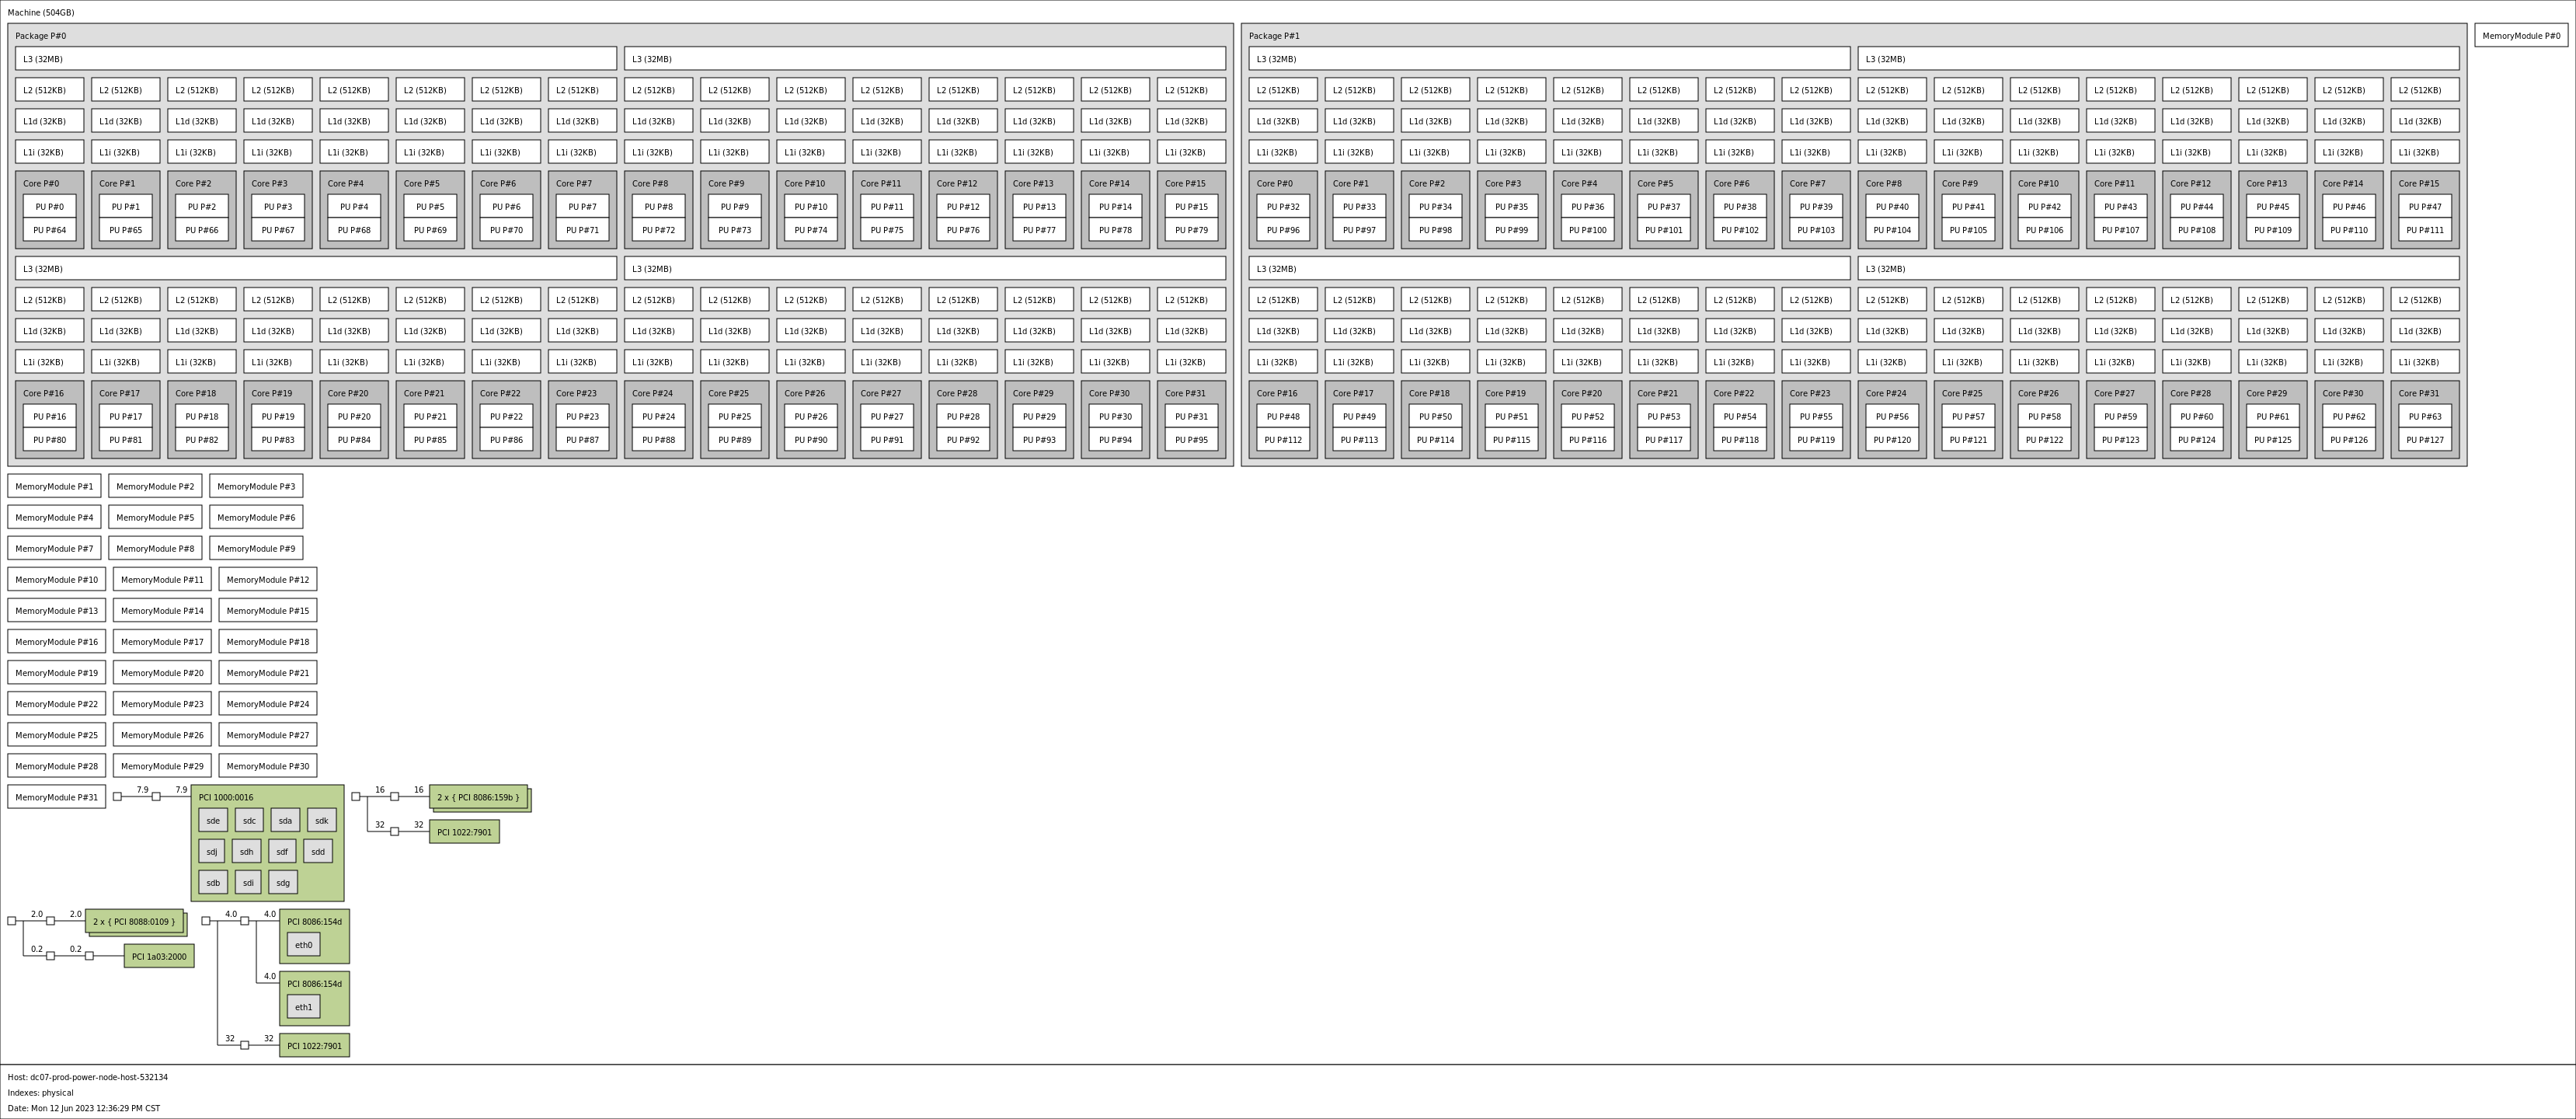 Machine (504GB)
Package P#0 Package P#1 MemoryModule P#0
L3 (32MB) L3 (32MB) L3 (32MB) L3 (32MB)
L2 (512KB) L2 (512KB) L2 (512KB) L2 (512KB) L2 (512KB) L2 (512KB) L2 (512KB) L2 (512KB) L2 (512KB) L2 (512KB) L2 (512KB) L2 (512KB) L2 (512KB) L2 (512KB) L2 (512KB) L2 (512KB) L2 (512KB) L2 (512KB) L2 (512KB) L2 (512KB) L2 (512KB) L2 (512KB) L2 (512KB) L2 (512KB) L2 (512KB) L2 (512KB) L2 (512KB) L2 (512KB) L2 (512KB) L2 (512KB) L2 (512KB) L2 (512KB)
L1d (32KB) L1d (32KB) L1d (32KB) L1d (32KB) L1d (32KB) L1d (32KB) L1d (32KB) L1d (32KB) L1d (32KB) L1d (32KB) L1d (32KB) L1d (32KB) L1d (32KB) L1d (32KB) L1d (32KB) L1d (32KB) L1d (32KB) L1d (32KB) L1d (32KB) L1d (32KB) L1d (32KB) L1d (32KB) L1d (32KB) L1d (32KB) L1d (32KB) L1d (32KB) L1d (32KB) L1d (32KB) L1d (32KB) L1d (32KB) L1d (32KB) L1d (32KB)
L1i (32KB) L1i (32KB) L1i (32KB) L1i (32KB) L1i (32KB) L1i (32KB) L1i (32KB) L1i (32KB) L1i (32KB) L1i (32KB) L1i (32KB) L1i (32KB) L1i (32KB) L1i (32KB) L1i (32KB) L1i (32KB) L1i (32KB) L1i (32KB) L1i (32KB) L1i (32KB) L1i (32KB) L1i (32KB) L1i (32KB) L1i (32KB) L1i (32KB) L1i (32KB) L1i (32KB) L1i (32KB) L1i (32KB) L1i (32KB) L1i (32KB) L1i (32KB)
Core P#0 Core P#1 Core P#2 Core P#3 Core P#4 Core P#5 Core P#6 Core P#7 Core P#8 Core P#9 Core P#10 Core P#11 Core P#12 Core P#13 Core P#14 Core P#15 Core P#0 Core P#1 Core P#2 Core P#3 Core P#4 Core P#5 Core P#6 Core P#7 Core P#8 Core P#9 Core P#10 Core P#11 Core P#12 Core P#13 Core P#14 Core P#15
PU P#0 PU P#1 PU P#2 PU P#3 PU P#4 PU P#5 PU P#6 PU P#7 PU P#8 PU P#9 PU P#10 PU P#11 PU P#12 PU P#13 PU P#14 PU P#15 PU P#32 PU P#33 PU P#34 PU P#35 PU P#36 PU P#37 PU P#38 PU P#39 PU P#40 PU P#41 PU P#42 PU P#43 PU P#44 PU P#45 PU P#46 PU P#47
PU P#64 PU P#65 PU P#66 PU P#67 PU P#68 PU P#69 PU P#70 PU P#71 PU P#72 PU P#73 PU P#74 PU P#75 PU P#76 PU P#77 PU P#78 PU P#79 PU P#96 PU P#97 PU P#98 PU P#99 PU P#100 PU P#101 PU P#102 PU P#103 PU P#104 PU P#105 PU P#106 PU P#107 PU P#108 PU P#109 PU P#110 PU P#111
L3 (32MB) L3 (32MB) L3 (32MB) L3 (32MB)
L2 (512KB) L2 (512KB) L2 (512KB) L2 (512KB) L2 (512KB) L2 (512KB) L2 (512KB) L2 (512KB) L2 (512KB) L2 (512KB) L2 (512KB) L2 (512KB) L2 (512KB) L2 (512KB) L2 (512KB) L2 (512KB) L2 (512KB) L2 (512KB) L2 (512KB) L2 (512KB) L2 (512KB) L2 (512KB) L2 (512KB) L2 (512KB) L2 (512KB) L2 (512KB) L2 (512KB) L2 (512KB) L2 (512KB) L2 (512KB) L2 (512KB) L2 (512KB)
L1d (32KB) L1d (32KB) L1d (32KB) L1d (32KB) L1d (32KB) L1d (32KB) L1d (32KB) L1d (32KB) L1d (32KB) L1d (32KB) L1d (32KB) L1d (32KB) L1d (32KB) L1d (32KB) L1d (32KB) L1d (32KB) L1d (32KB) L1d (32KB) L1d (32KB) L1d (32KB) L1d (32KB) L1d (32KB) L1d (32KB) L1d (32KB) L1d (32KB) L1d (32KB) L1d (32KB) L1d (32KB) L1d (32KB) L1d (32KB) L1d (32KB) L1d (32KB)
L1i (32KB) L1i (32KB) L1i (32KB) L1i (32KB) L1i (32KB) L1i (32KB) L1i (32KB) L1i (32KB) L1i (32KB) L1i (32KB) L1i (32KB) L1i (32KB) L1i (32KB) L1i (32KB) L1i (32KB) L1i (32KB) L1i (32KB) L1i (32KB) L1i (32KB) L1i (32KB) L1i (32KB) L1i (32KB) L1i (32KB) L1i (32KB) L1i (32KB) L1i (32KB) L1i (32KB) L1i (32KB) L1i (32KB) L1i (32KB) L1i (32KB) L1i (32KB)
Core P#16 Core P#17 Core P#18 Core P#19 Core P#20 Core P#21 Core P#22 Core P#23 Core P#24 Core P#25 Core P#26 Core P#27 Core P#28 Core P#29 Core P#30 Core P#31 Core P#16 Core P#17 Core P#18 Core P#19 Core P#20 Core P#21 Core P#22 Core P#23 Core P#24 Core P#25 Core P#26 Core P#27 Core P#28 Core P#29 Core P#30 Core P#31
PU P#16 PU P#17 PU P#18 PU P#19 PU P#20 PU P#21 PU P#22 PU P#23 PU P#24 PU P#25 PU P#26 PU P#27 PU P#28 PU P#29 PU P#30 PU P#31 PU P#48 PU P#49 PU P#50 PU P#51 PU P#52 PU P#53 PU P#54 PU P#55 PU P#56 PU P#57 PU P#58 PU P#59 PU P#60 PU P#61 PU P#62 PU P#63
PU P#80 PU P#81 PU P#82 PU P#83 PU P#84 PU P#85 PU P#86 PU P#87 PU P#88 PU P#89 PU P#90 PU P#91 PU P#92 PU P#93 PU P#94 PU P#95 PU P#112 PU P#113 PU P#114 PU P#115 PU P#116 PU P#117 PU P#118 PU P#119 PU P#120 PU P#121 PU P#122 PU P#123 PU P#124 PU P#125 PU P#126 PU P#127
MemoryModule P#1 MemoryModule P#2 MemoryModule P#3
MemoryModule P#4 MemoryModule P#5 MemoryModule P#6
MemoryModule P#7 MemoryModule P#8 MemoryModule P#9
MemoryModule P#10 MemoryModule P#11 MemoryModule P#12
MemoryModule P#13 MemoryModule P#14 MemoryModule P#15
MemoryModule P#16 MemoryModule P#17 MemoryModule P#18
MemoryModule P#19 MemoryModule P#20 MemoryModule P#21
MemoryModule P#22 MemoryModule P#23 MemoryModule P#24
MemoryModule P#25 MemoryModule P#26 MemoryModule P#27
MemoryModule P#28 MemoryModule P#29 MemoryModule P#30
MemoryModule P#31 7.9 7.9 PCI 1000:0016 16 16 2 x { PCI 8086:159b }
sde sdc sda sdk 32 32 PCI 1022:7901
sdj sdh sdf sdd
sdb sdi sdg
2.0 2.0 2 x { PCI 8088:0109 } 4.0 4.0 PCI 8086:154d
eth0
0.2 0.2 PCI 1a03:2000
4.0 PCI 8086:154d
eth1
32 32 PCI 1022:7901
Host: dc07-prod-power-node-host-532134
Indexes: physical
Date: Mon 12 Jun 2023 12:36:29 PM CST